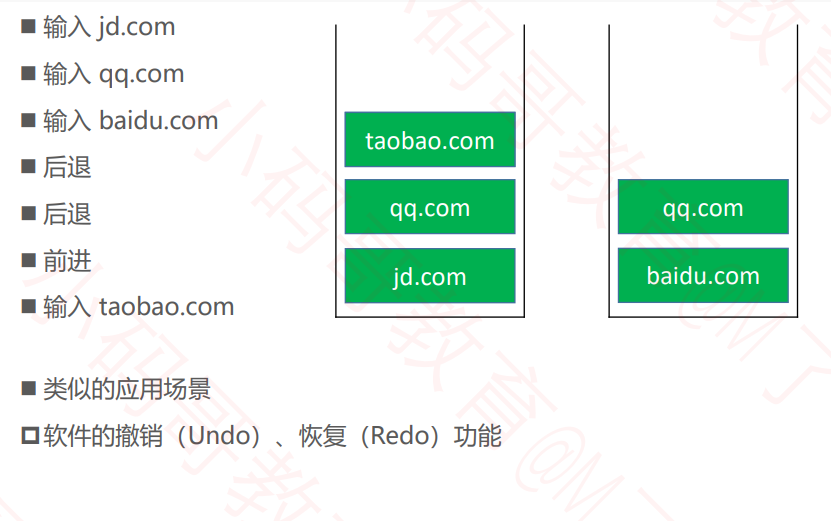 输入 jd.com
输入 qq.com
输入 baidu.com
后退
后退
前进
输入 taobao.com
类似的应用场景
软件的撤销（Undo）、恢复（Redo）功能
taobao.com
qq.com
jd.com
qq.com
baidu.com
小码哥教育@M了
小码哥教育@M